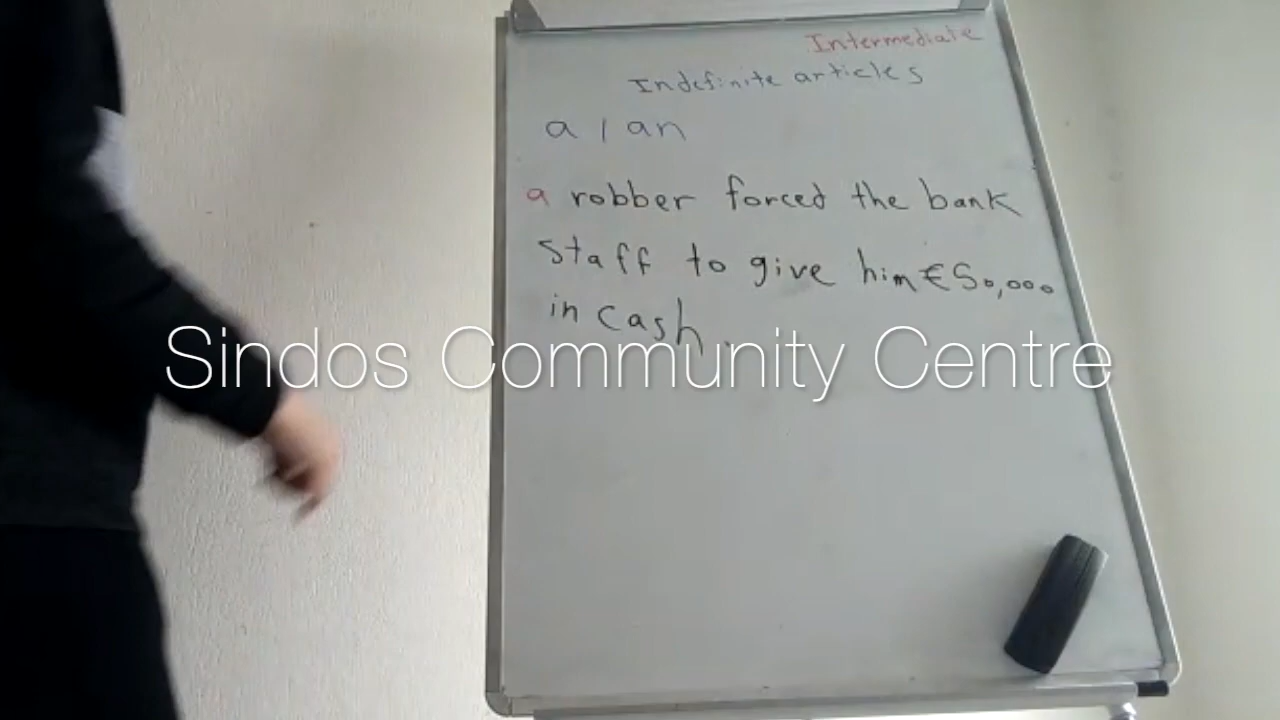 Intermediate
Indefinite articles
a / an
a robber forced the bank
staff to give him €50,000
in cash.
Sindos Community Centre